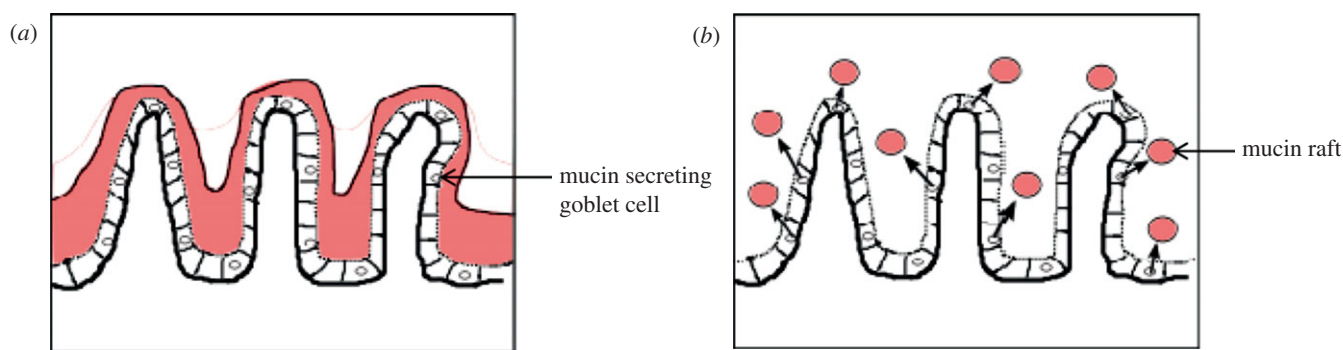 (a)
mucin secreting
goblet cell
(b)
mucin raft